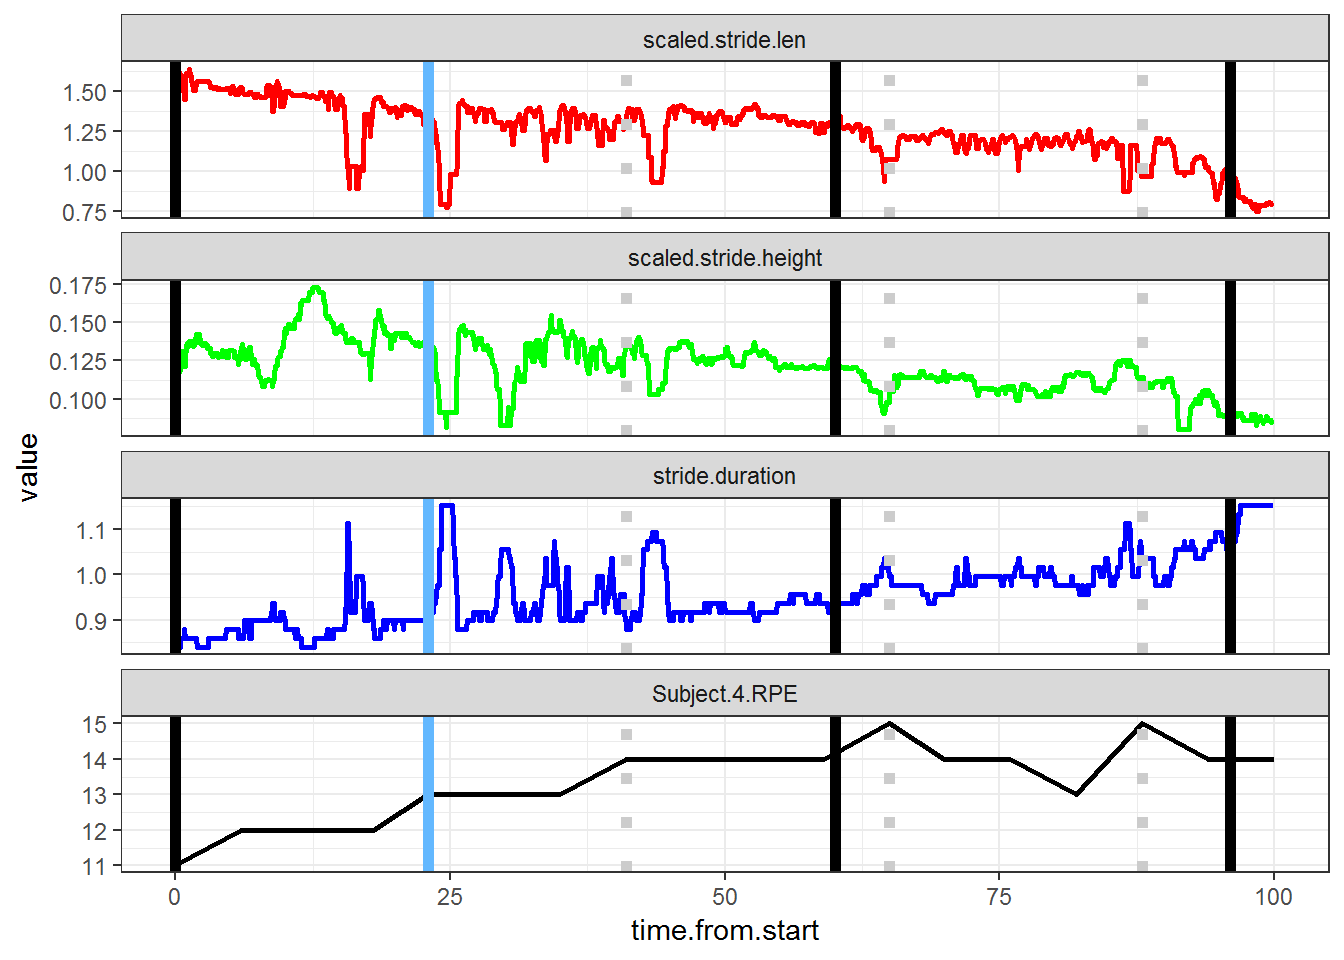 scaled.stride.len
1.50
1.25
1.00
0.75
scaled.stride.height
0.175
0.150
0.125
0.100
stride.duration
1.1
1.0
0.9
Subject.4.RPE
15
14
13
12
11
0 25 50 75 100
time.from.start
value